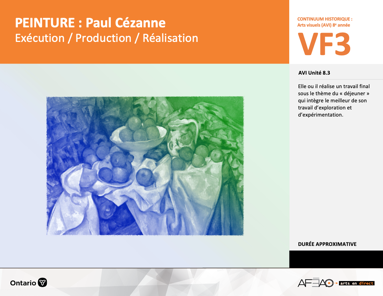 PEINTURE : Paul Cézanne
Exécution / Production / Réalisation
CONTINUUM HISTORIQUE :
Arts visuels (AVI) 8e année
VF3
AVI Unité 8.3
Elle ou il réalise un travail final
sous le thème du « déjeuner »
qui intègre le meilleur de son
travail d'exploration et
d'expérimentation.
DURÉE APPROXIMATIVE
Ontario
arts en direct